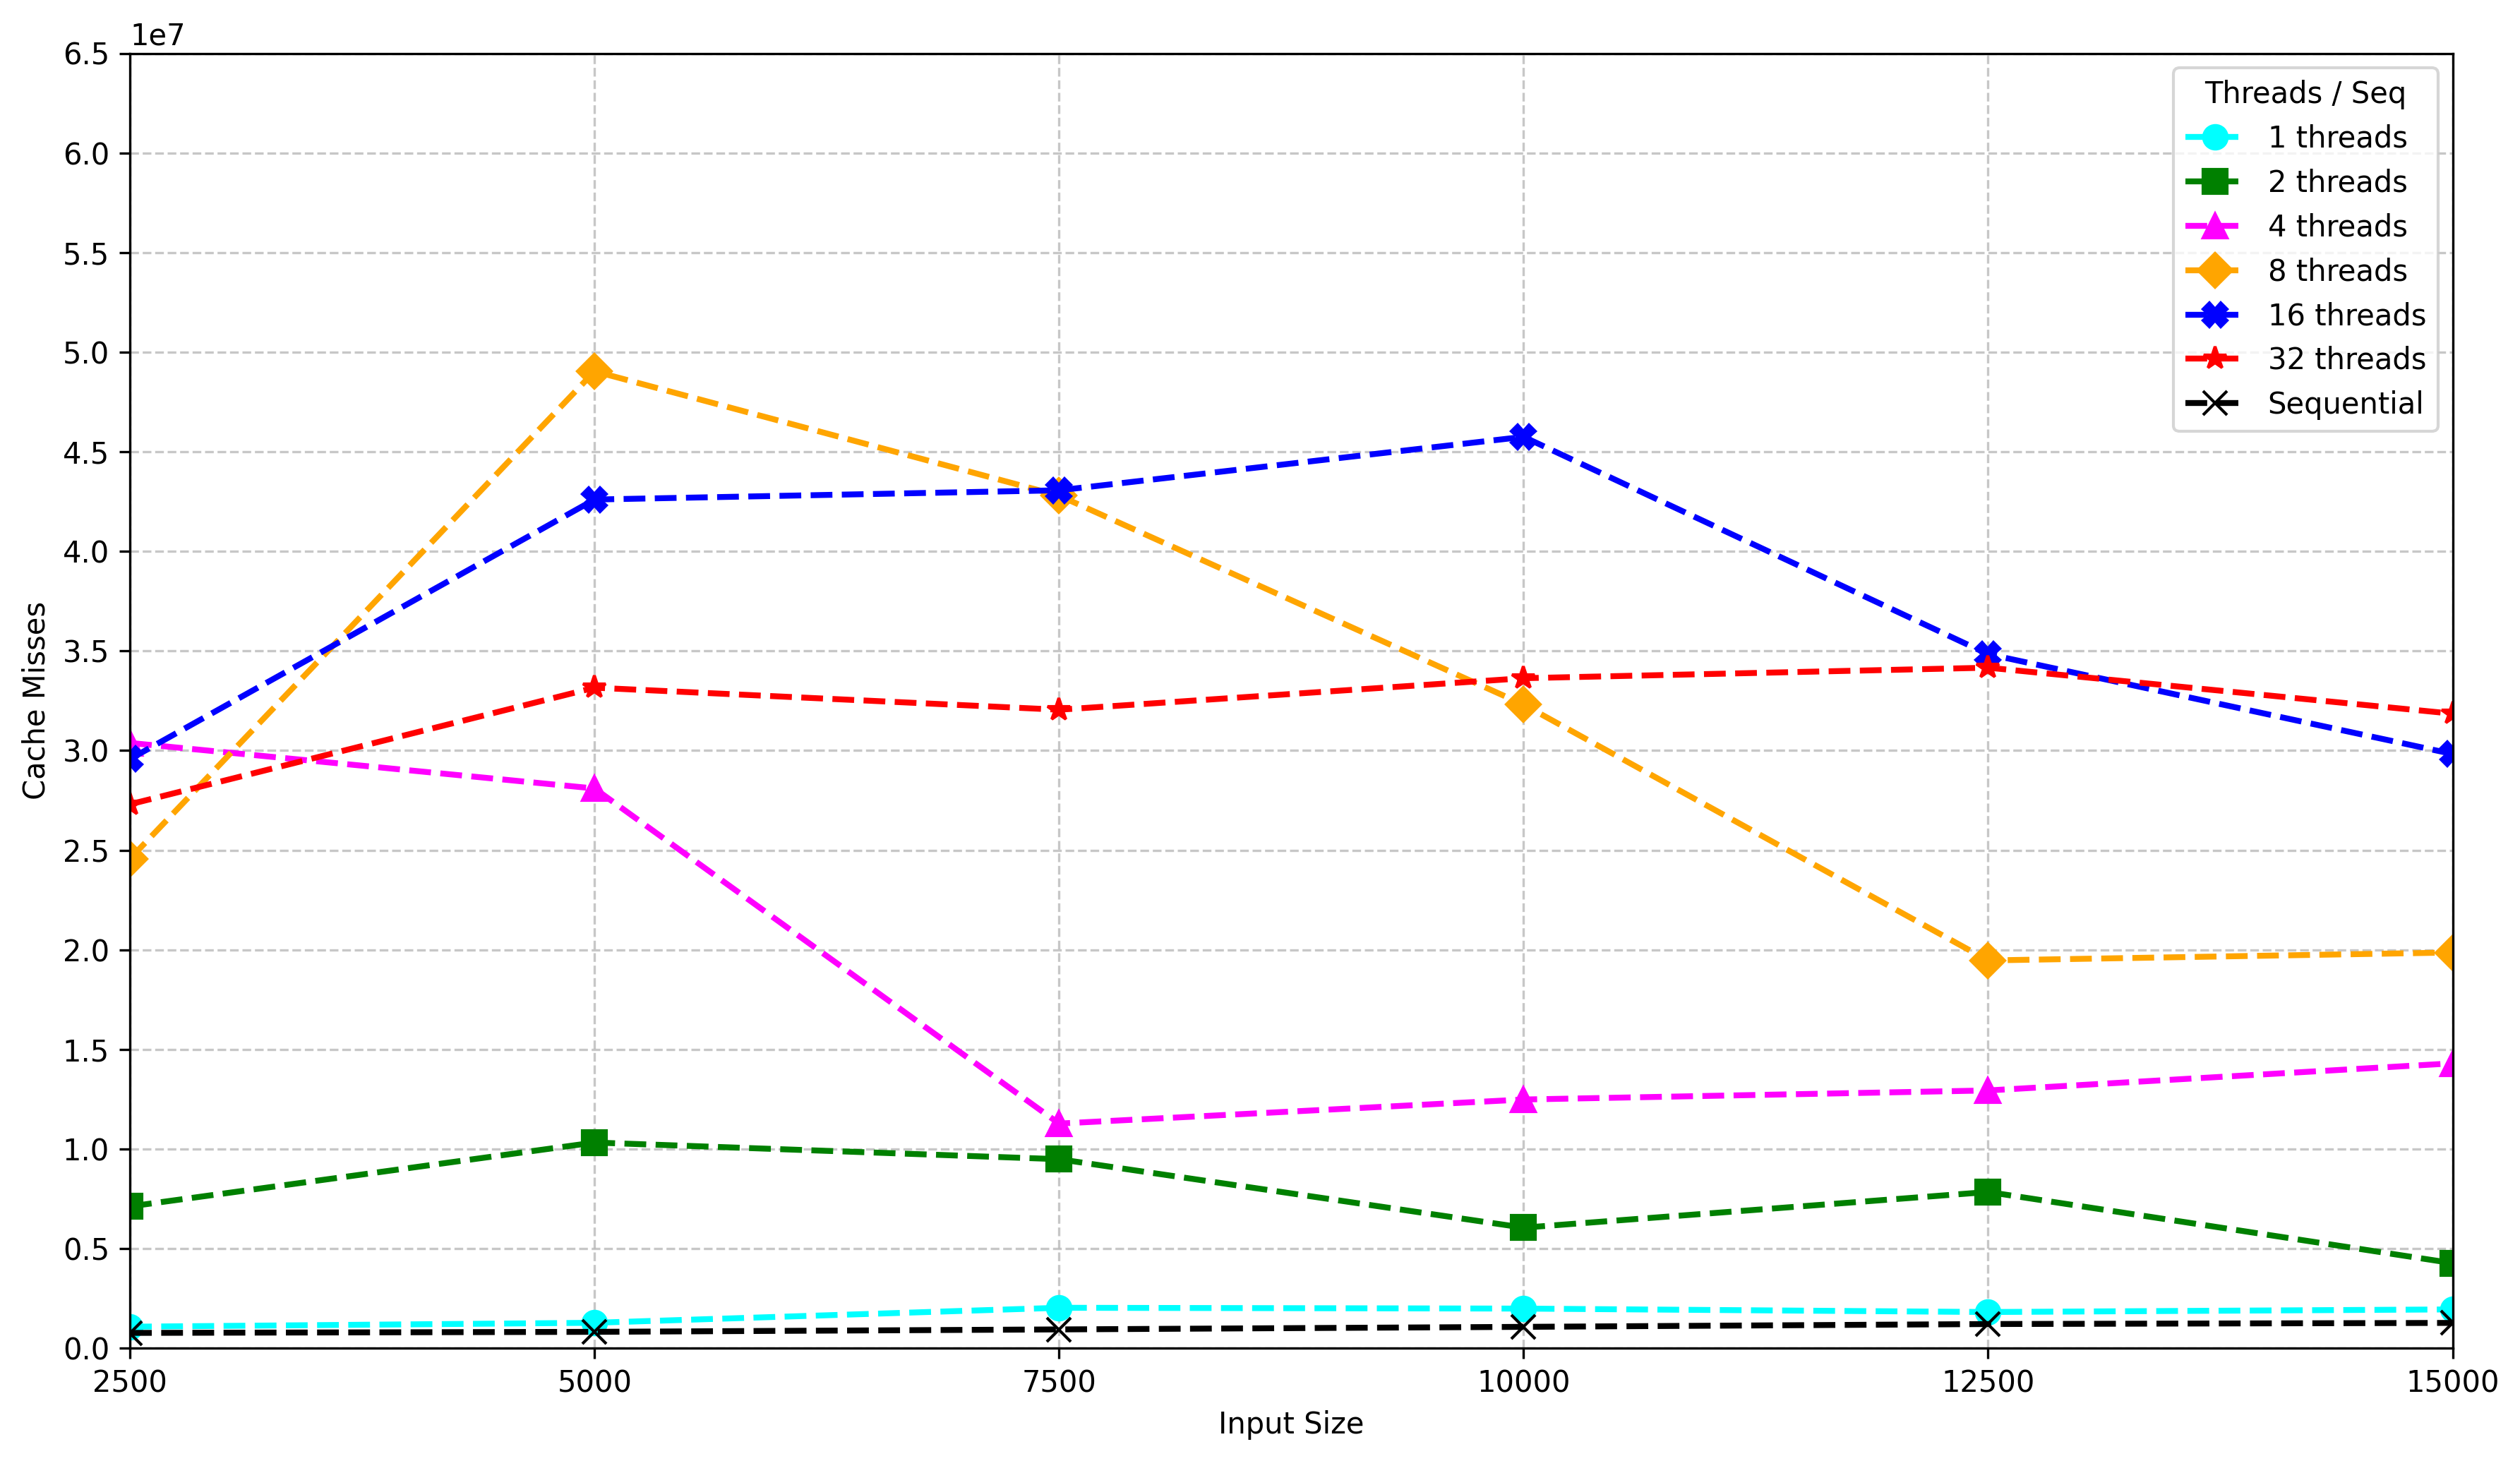 1e7
6.5
6.0
5.5
5.0
4.5
4.0
3.5
3.0
2.5
2.0
1.5
1.0
0.5
0.0
Cache Misses
2500 5000 7500 10000 12500 15000
Input Size
Threads / Seq
1 threads
2 threads
4 threads
8 threads
16 threads
32 threads
Sequential